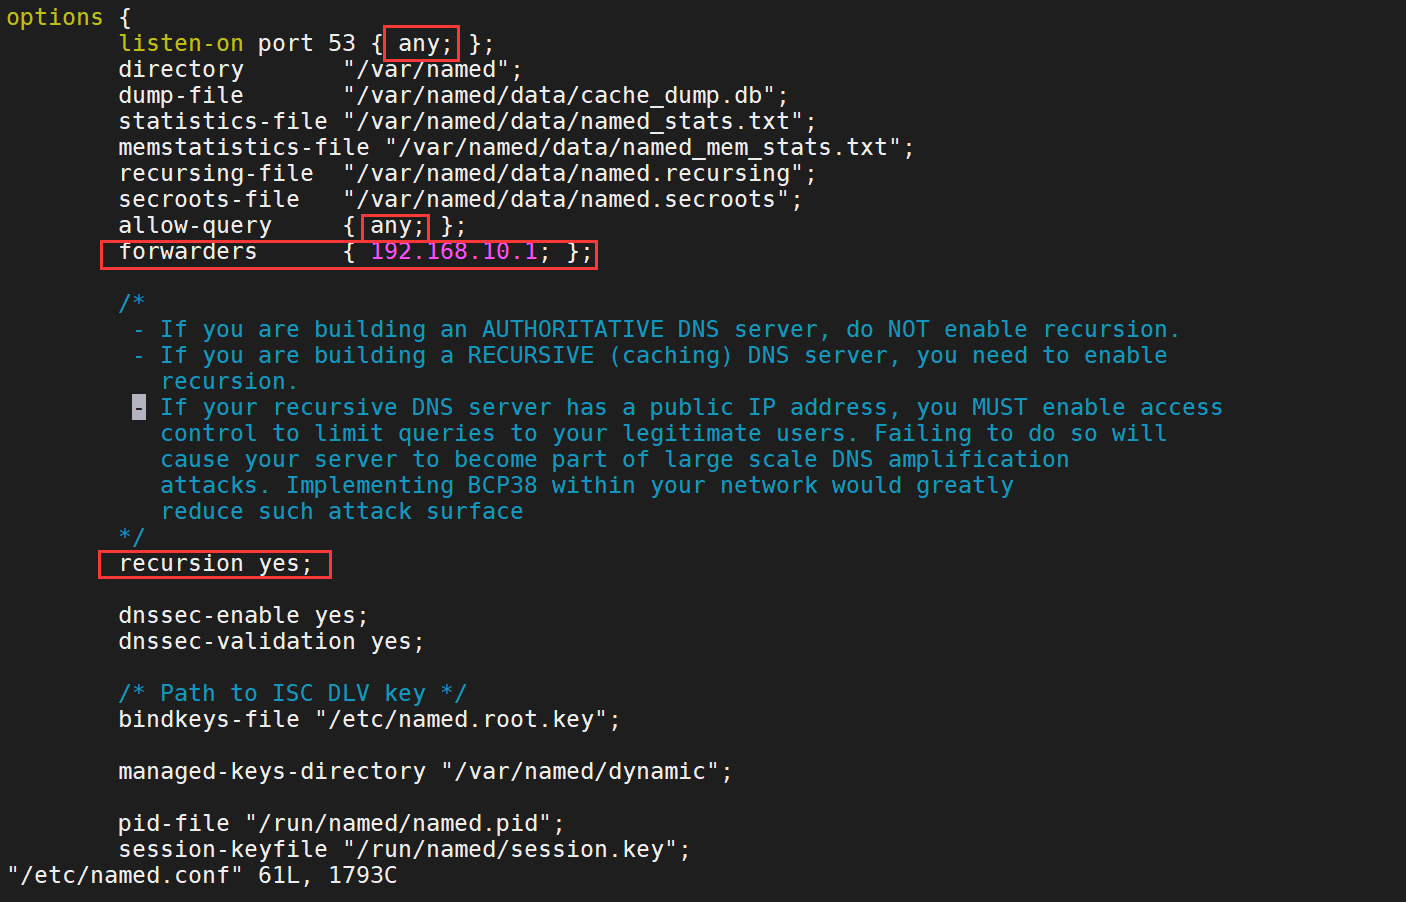 options {
        listen-on port 53 { any; };
        directory       "/var/named";
        dump-file       "/var/named/data/cache_dump.db";
        statistics-file "/var/named/data/named_stats.txt";
        memstatistics-file "/var/named/data/named_mem_stats.txt";
        recursing-file  "/var/named/data/named.recursing";
        secroots-file   "/var/named/data/named.secroots";
        allow-query     { any; };
        forwarders      { 192.168.10.1; };
        /*
         - If you are building an AUTHORITATIVE DNS server, do NOT enable recursion.
         - If you are building a RECURSIVE (caching) DNS server, you need to enable
           recursion.
         - If your recursive DNS server has a public IP address, you MUST enable access
           control to limit queries to your legitimate users. Failing to do so will
           cause your server to become part of large scale DNS amplification
           attacks. Implementing BCP38 within your network would greatly
           reduce such attack surface
        */
        recursion yes;
        dnssec-enable yes;
        dnssec-validation yes;
        /* Path to ISC DLV key */
        bindkeys-file "/etc/named.root.key";
        managed-keys-directory "/var/named/dynamic";
        pid-file "/run/named/named.pid";
        session-keyfile "/run/named/session.key";
"/etc/named.conf" 61L, 1793C